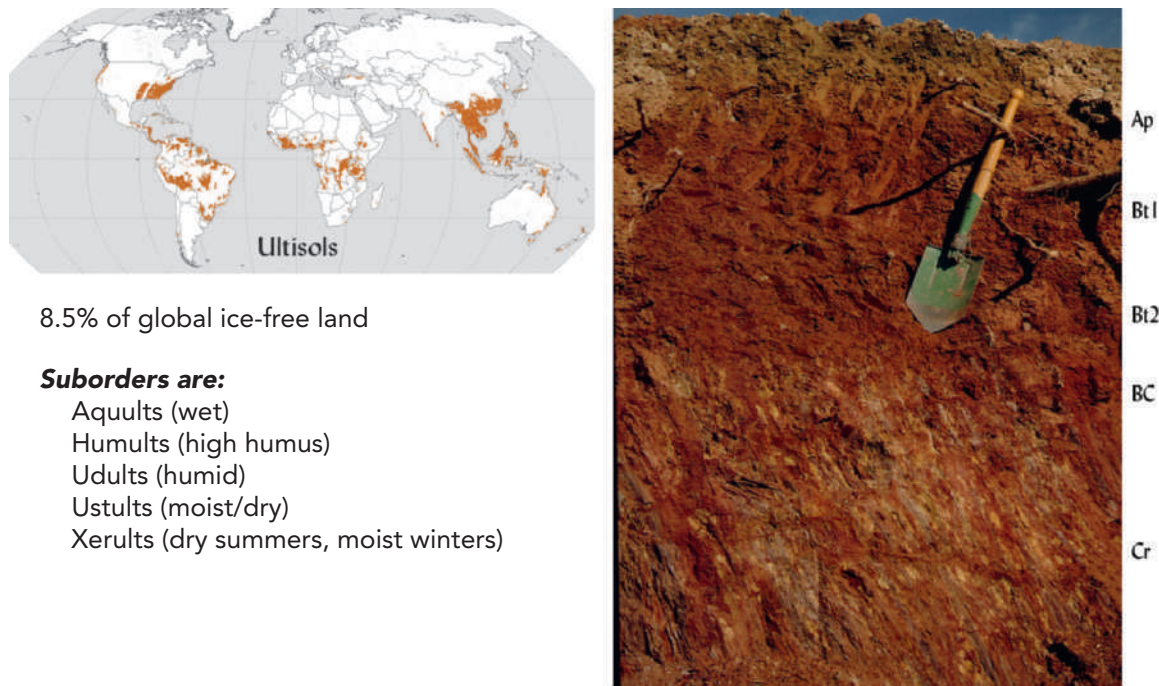 Ultisols
8.5% of global ice-free land
Suborders are:
Aquults (wet)
Humults (high humus)
Udults (humid)
Ustults (moist/dry)
Xerults (dry summers, moist winters)
Ap
Bt1
Bt2
BC
Cr